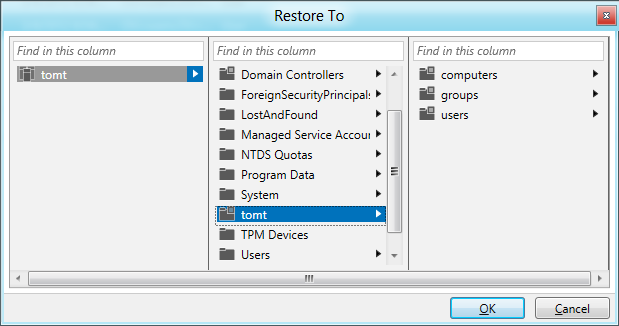 Restore To
Find in this column
tomt
Find in this column
Domain Controllers
ForeignSecurityPrincipals
LostAndFound
Managed Service Accour
NTDS Quotas
Program Data
System
tomt
TPM Devices
Users
Find in this column
computers
groups
users
OK
Cancel